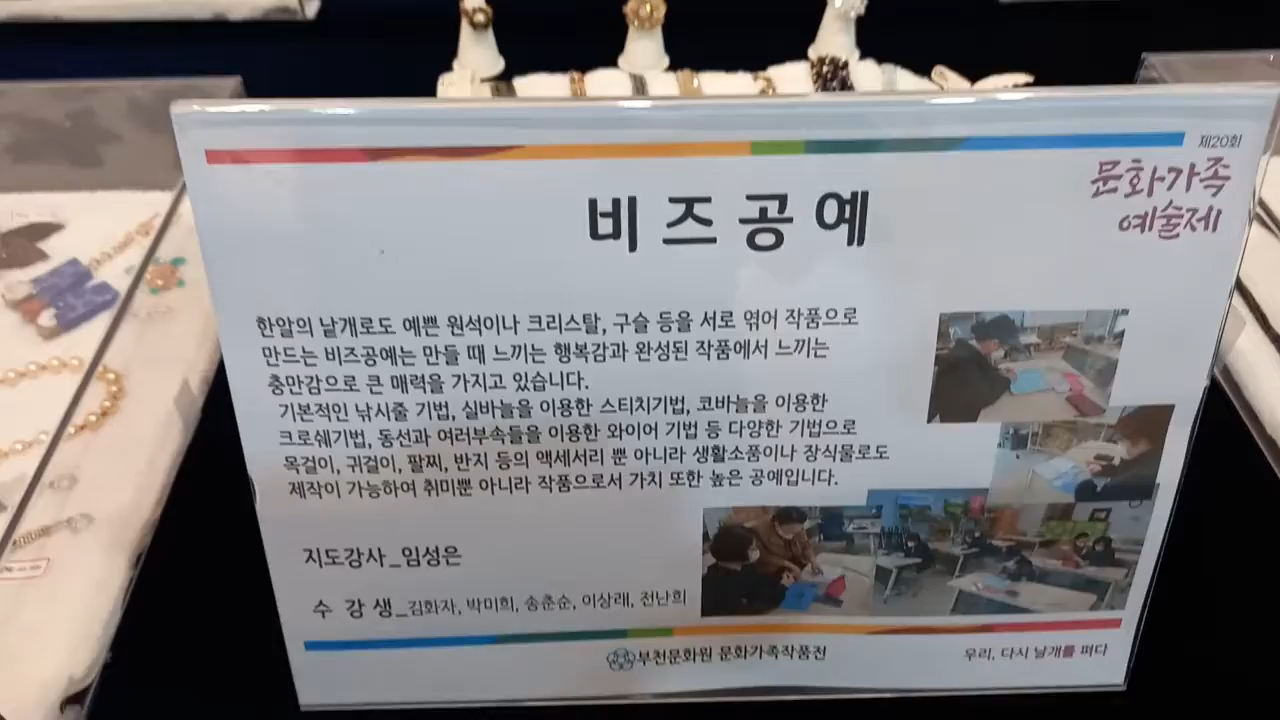 제20회
문화가족
예술제
비즈공예
한알의 낱개로도 예쁜 원석이나 크리스탈, 구슬 등을 서로 엮어 작품으로
만드는 비즈공예는 만들 때 느끼는 행복감과 완성된 작품에서 느끼는
충만감으로 큰 매력을 가지고 있습니다.
기본적인 낚시줄 기법, 실바늘을 이용한 스티치기법, 코바늘을 이용한
크로쉐기법, 동선과 여러부속들을 이용한 와이어 기법 등 다양한 기법으로
목걸이, 귀걸이, 팔찌, 반지 등의 액세서리 뿐 아니라 생활소품이나 장식물로도
제작이 가능하여 취미뿐 아니라 작품으로서 가치 또한 높은 공예입니다.
지도강사_임성은
수 강 생_김화자, 박미희, 송춘순, 이상래, 전난희
부천문화원 문화가족작품전
우리, 다시 날개를 펴다